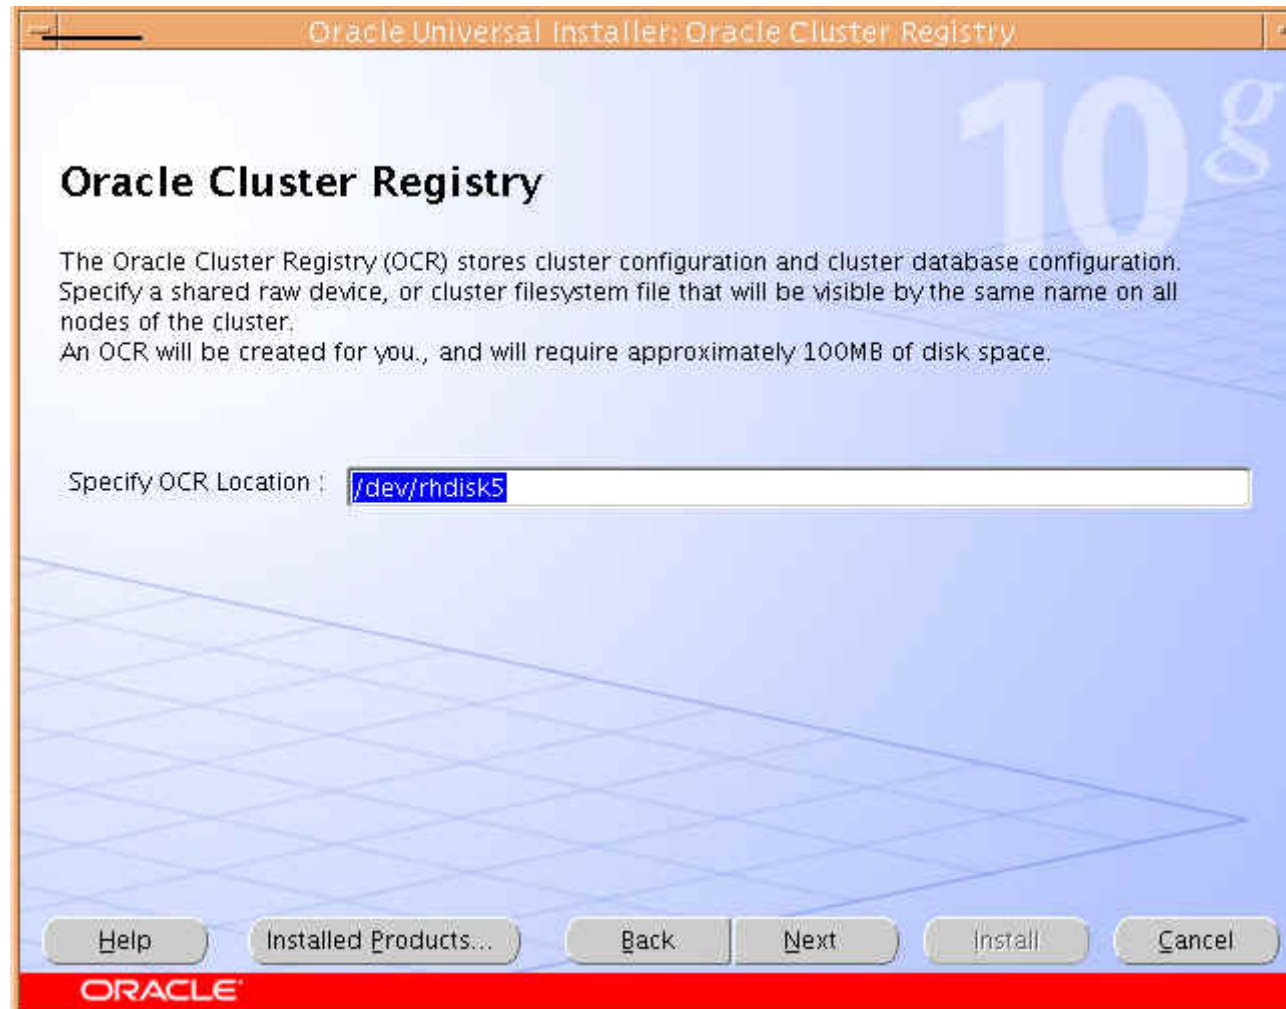 Oracle Universal Installer: Oracle Cluster Registry
10g
Oracle Cluster Registry
The Oracle Cluster Registry (OCR) stores cluster configuration and cluster database configuration.
Specify a shared raw device, or cluster filesystem file that will be visible by the same name on all
nodes of the cluster.
An OCR will be created for you., and will require approximately 100MB of disk space.
Specify OCR Location : /dev/rhdisk5
Help Installed Products... Back Next Install Cancel
ORACLE